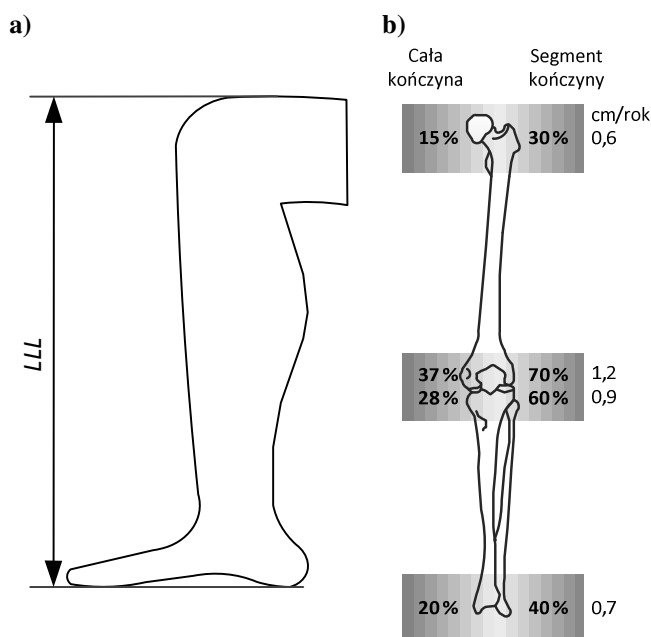 a)
LLL
b)
Cała kończyna
Segment kończyny
cm/rok
15% 30% 0,6
37% 70% 1,2
28% 60% 0,9
20% 40% 0,7